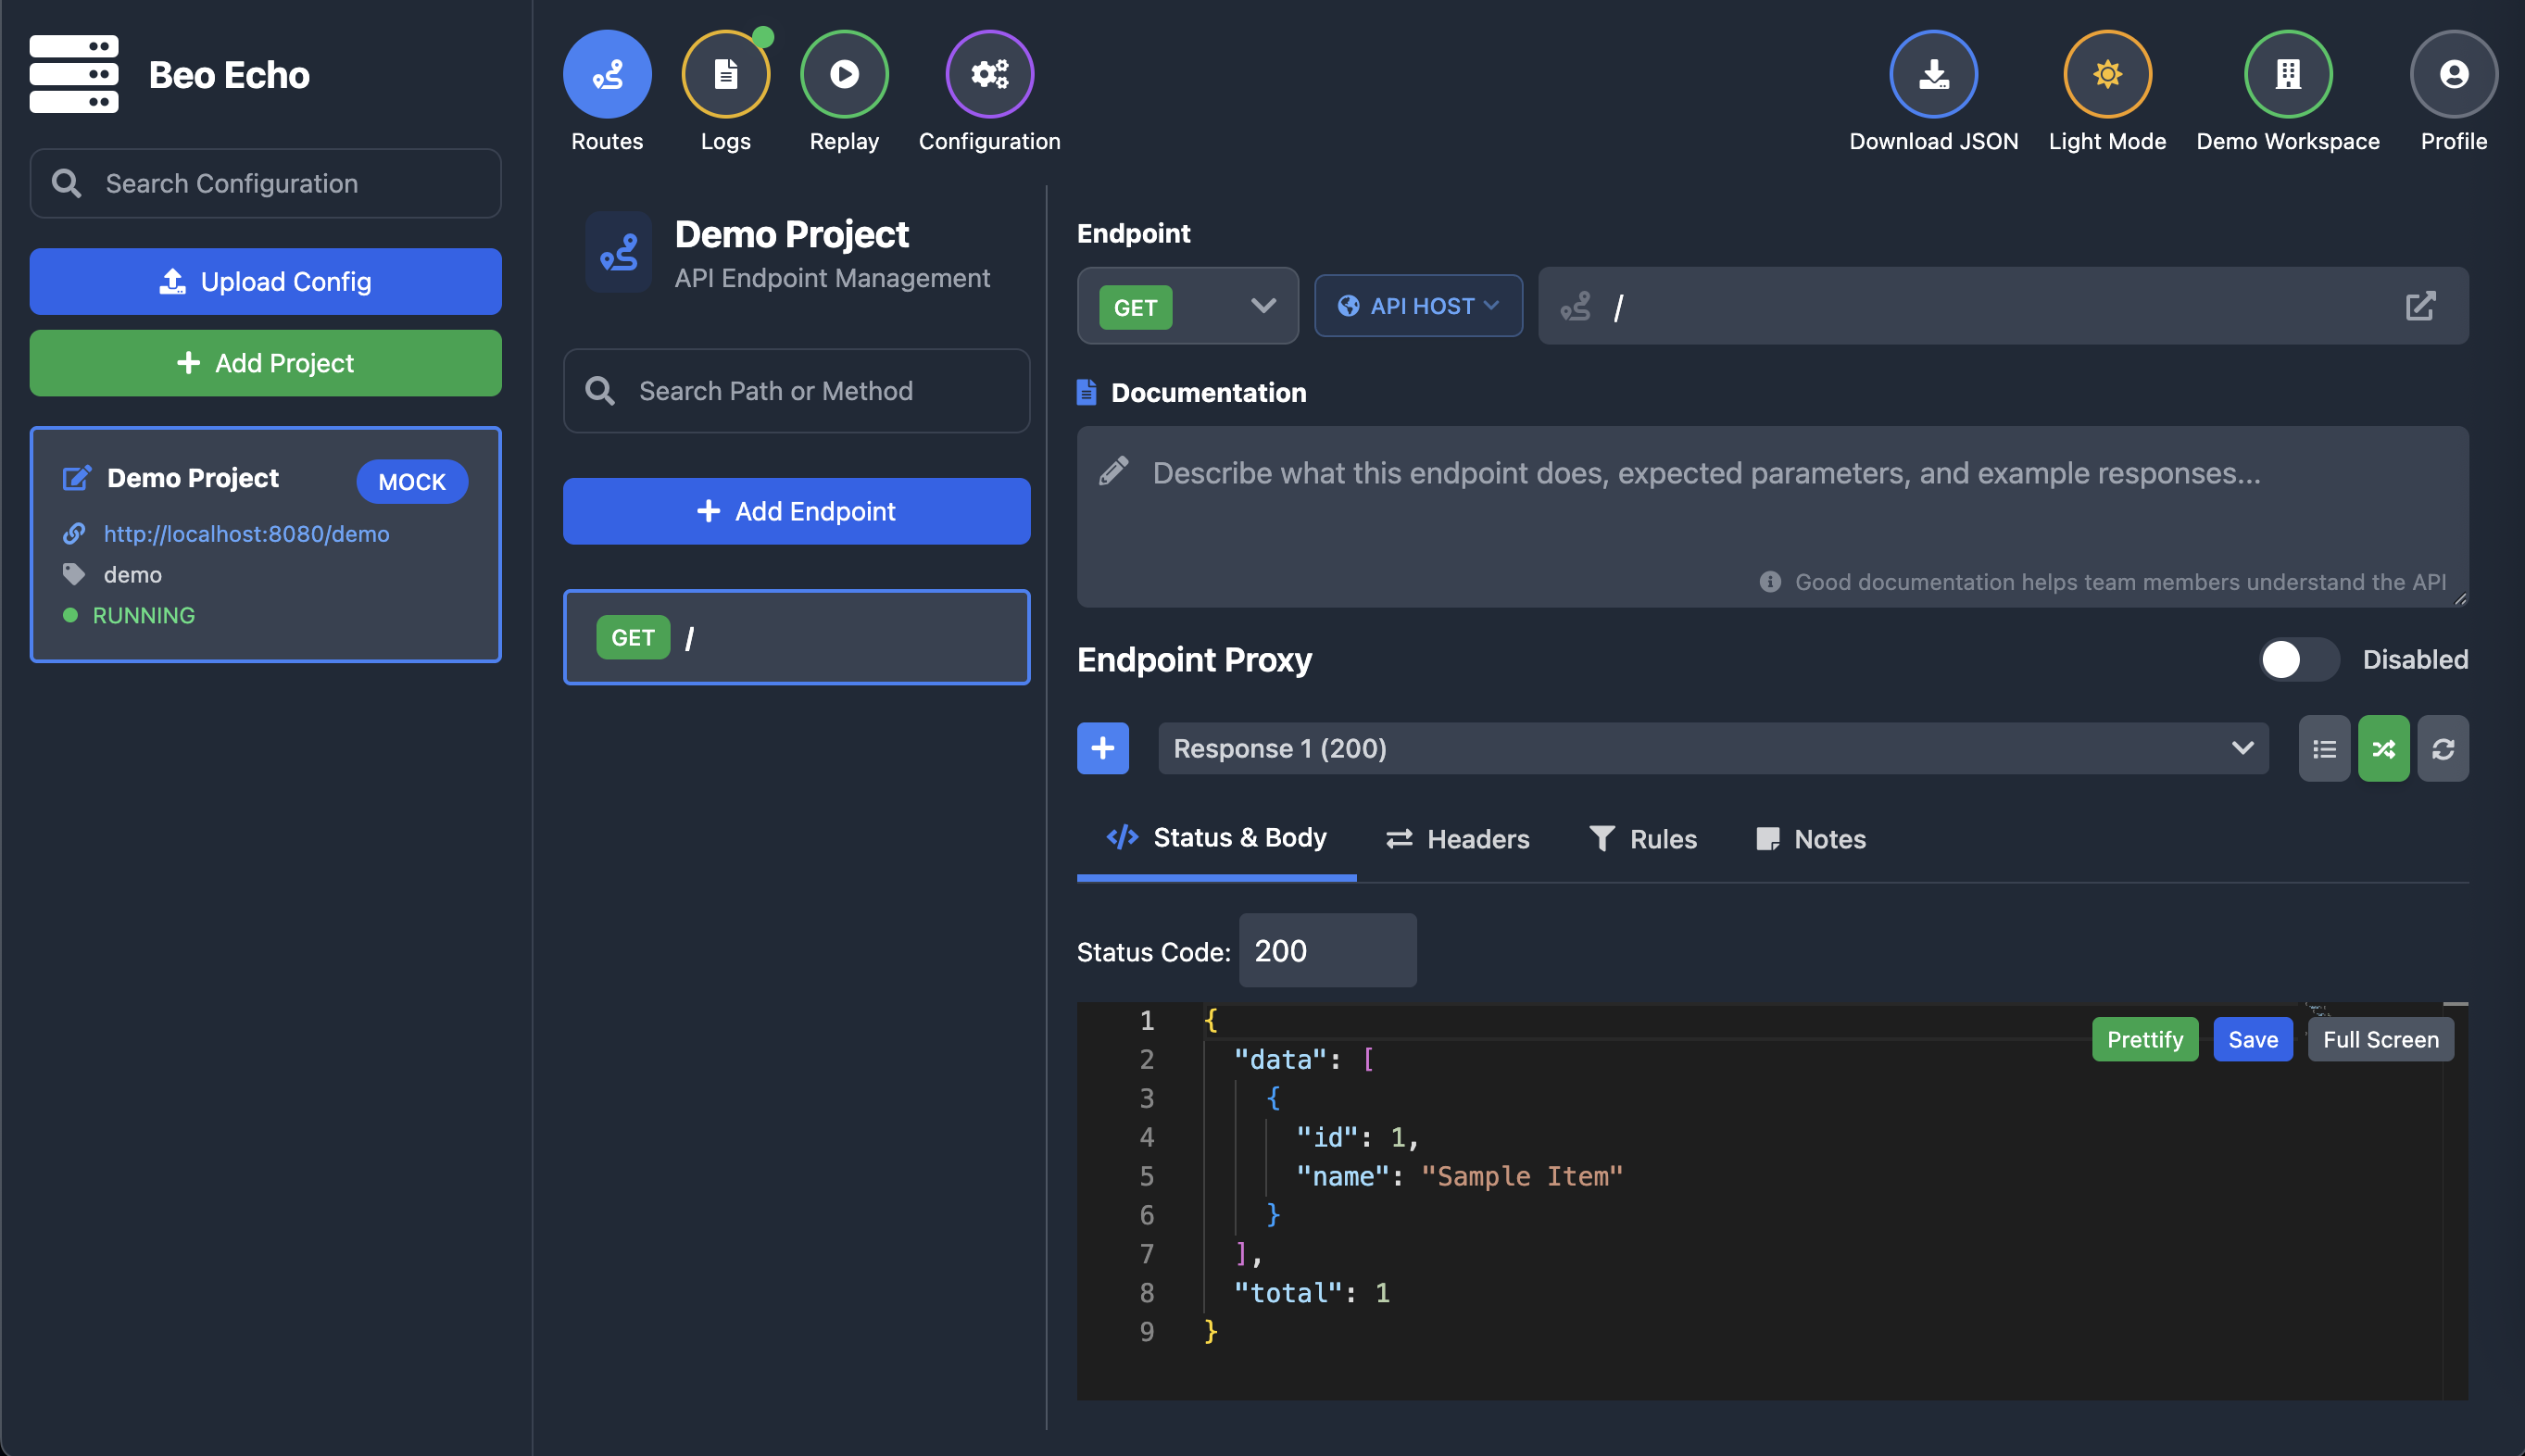 Beo Echo
Search Configuration
Upload Config
Add Project
Demo Project
MOCK
http://localhost:8080/demo
demo
RUNNING
Routes
Logs
Replay
Configuration
Download JSON
Light Mode
Demo Workspace
Profile
Demo Project
API Endpoint Management
Search Path or Method
Add Endpoint
GET /
Endpoint
GET
API HOST
/
Documentation
Describe what this endpoint does, expected parameters, and example responses...
Good documentation helps team members understand the API
Endpoint Proxy
Disabled
Response 1 (200)
Status & Body
Headers
Rules
Notes
Status Code: 200
Prettify
Save
Full Screen
1 {
2 "data": [
3 {
4 "id": 1,
5 "name": "Sample Item"
6 }
7 ],
8 "total": 1
9 }